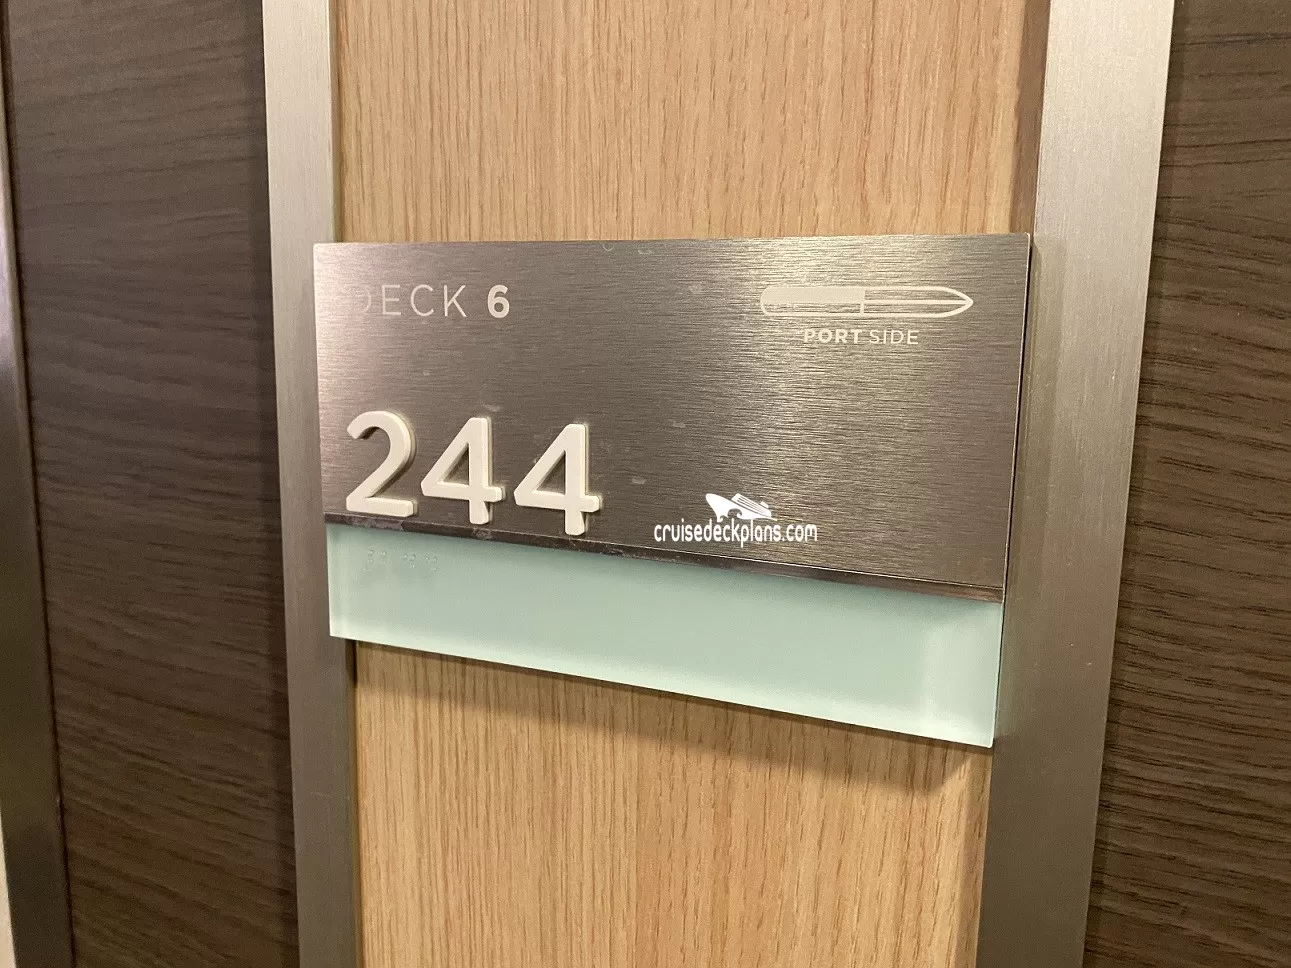 DECK 6
PORT SIDE
244
cruisedeckplans.com